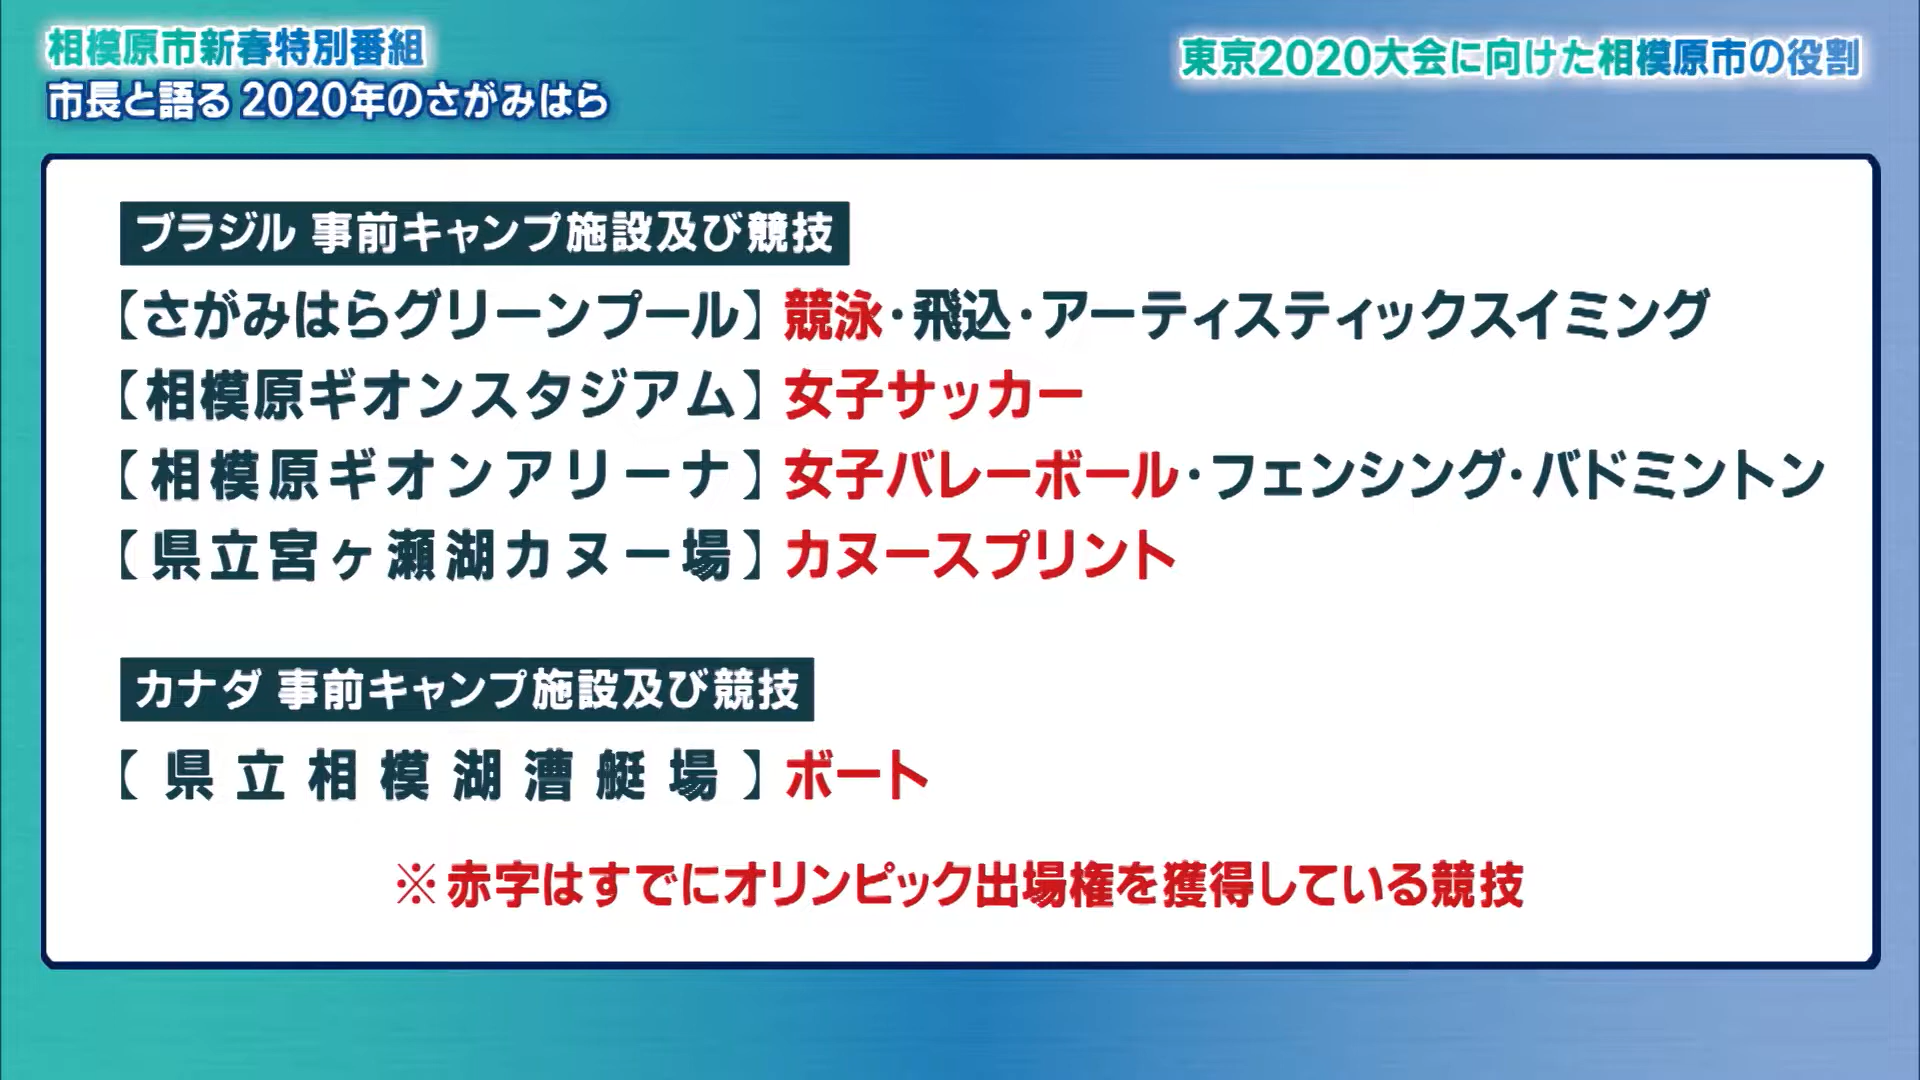 相模原市新春特別番組
市長と語る 2020年のさがみはら
東京2020大会に向けた相模原市の役割
ブラジル 事前キャンプ施設及び競技
【さがみはらグリーンプール】 競泳・飛込・アーティスティックスイミング
【相模原ギオンスタジアム】 女子サッカー
【相模原ギオンアリーナ】 女子バレーボール・フェンシング・バドミントン
【県立宮ヶ瀬湖カヌー場】 カヌースプリント
カナダ 事前キャンプ施設及び競技
【県立相模湖漕艇場】 ボート
※赤字はすでにオリンピック出場権を獲得している競技